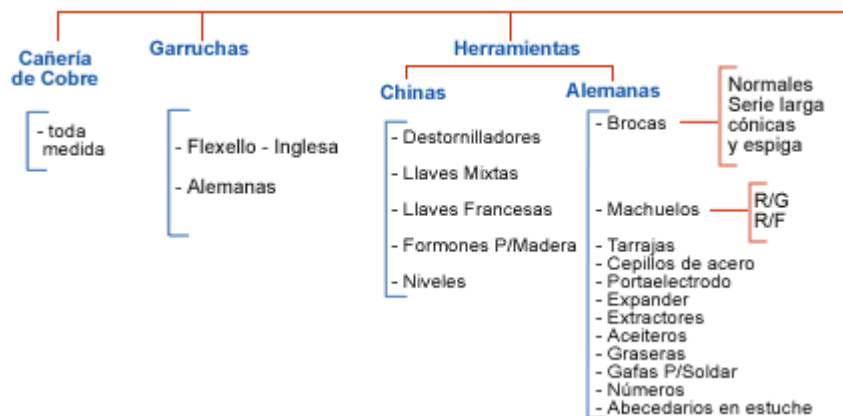 Cañería
de Cobre
- toda
medida
Garruchas
- Flexello - Inglesa
- Alemanas
Herramientas
Chinas
- Destornilladores
- Llaves Mixtas
- Llaves Francesas
- Formones P/Madera
- Niveles
Alemanas
- Brocas
Normales
Serie larga
cónicas
y espiga
- Machuelos
R/G
R/F
- Tarrajas
- Cepillos de acero
- Portaelectrodo
- Expander
- Extractores
- Aceiteros
- Graseras
- Gafas P/Soldar
- Números
- Abecedarios en estuche